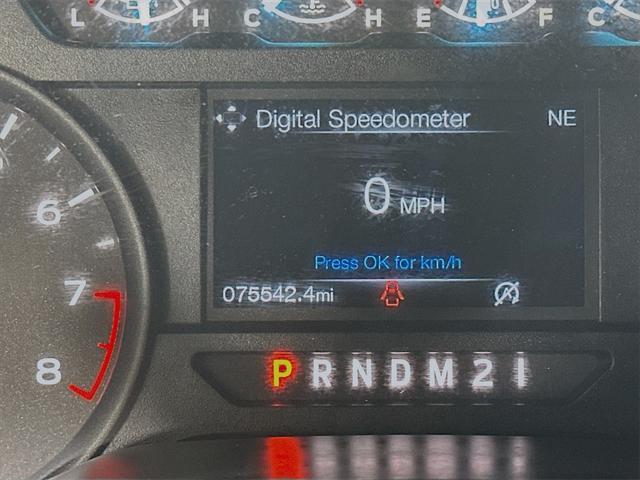 L H C H E F C
Digital Speedometer NE
0 MPH
Press OK for km/h
075542.4mi
6
7
8
P R N D M 2 1